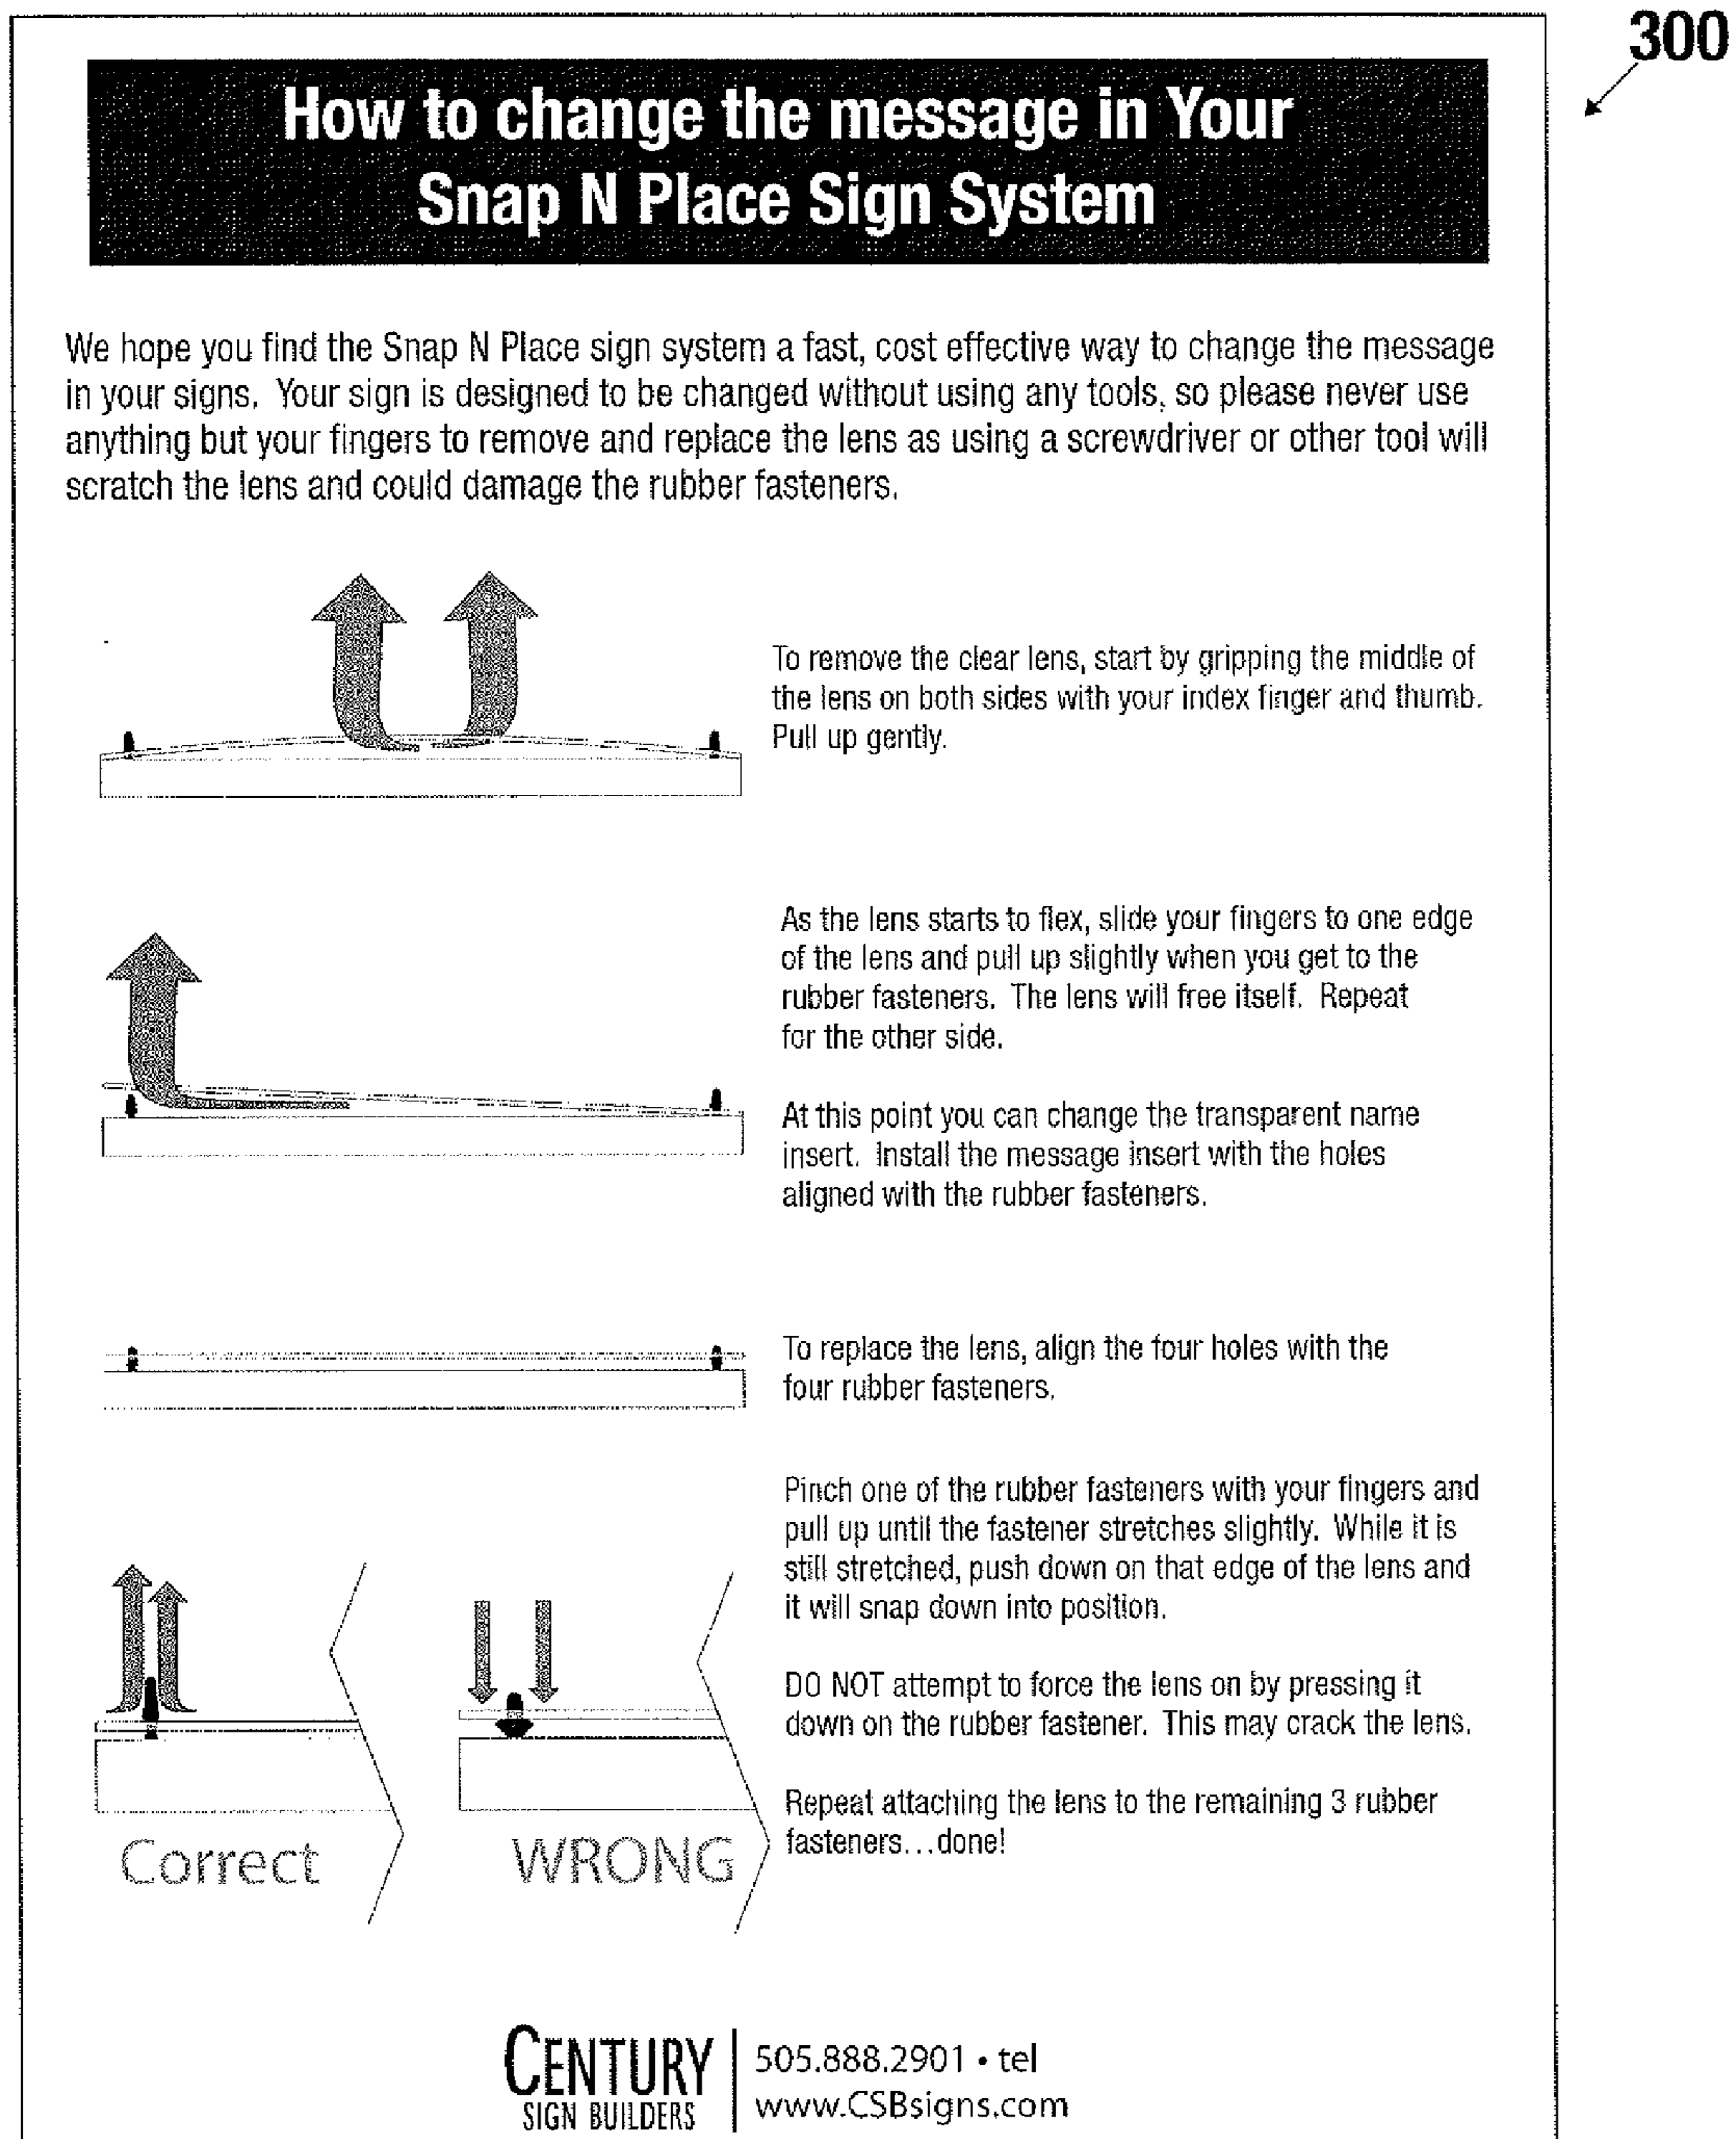 300
How to change the message in Your
Snap N Place Sign System
We hope you find the Snap N Place sign system a fast, cost effective way to change the message
in your signs. Your sign is designed to be changed without using any tools, so please never use
anything but your fingers to remove and replace the lens as using a screwdriver or other tool will
scratch the lens and could damage the rubber fasteners.
To remove the clear lens, start by gripping the middle of
the lens on both sides with your index finger and thumb.
Pull up gently.
As the lens starts to flex, slide your fingers to one edge
of the lens and pull up slightly when you get to the
rubber fasteners. The lens will free itself. Repeat
for the other side.
At this point you can change the transparent name
insert. Install the message insert with the holes
aligned with the rubber fasteners.
To replace the lens, align the four holes with the
four rubber fasteners.
Pinch one of the rubber fasteners with your fingers and
pull up until the fastener stretches slightly. While it is
still stretched, push down on that edge of the lens and
it will snap down into position.
DO NOT attempt to force the lens on by pressing it
down on the rubber fastener. This may crack the lens.
Repeat attaching the lens to the remaining 3 rubber
fasteners...done!
Correct
WRONG
CENTURY
SIGN BUILDERS
505.888.2901 • tel
www.CSBsigns.com